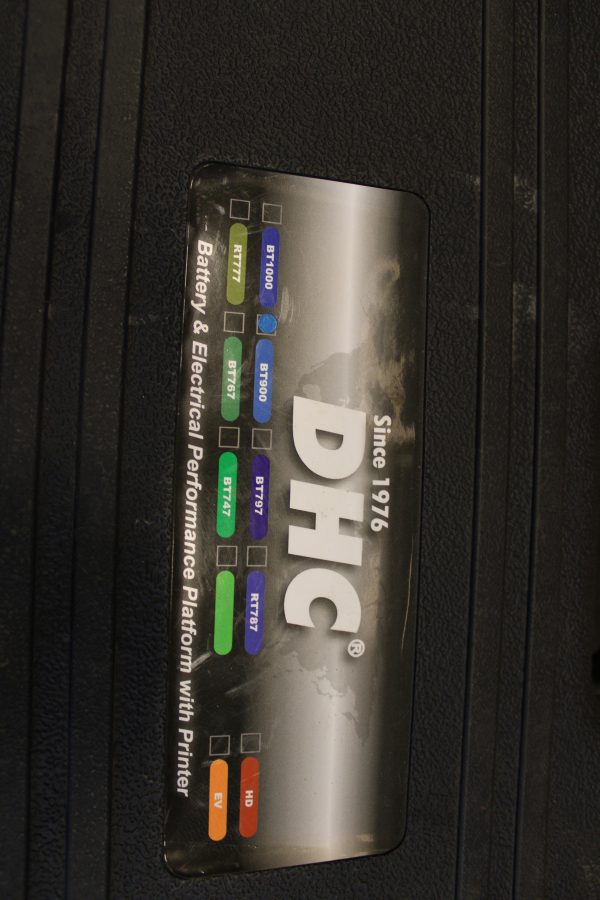 Since 1976
DHC®
BT1000 BT900 BT797 RT787 HD
RT777 BT767 BT747 EV
Battery & Electrical Performance Platform with Printer